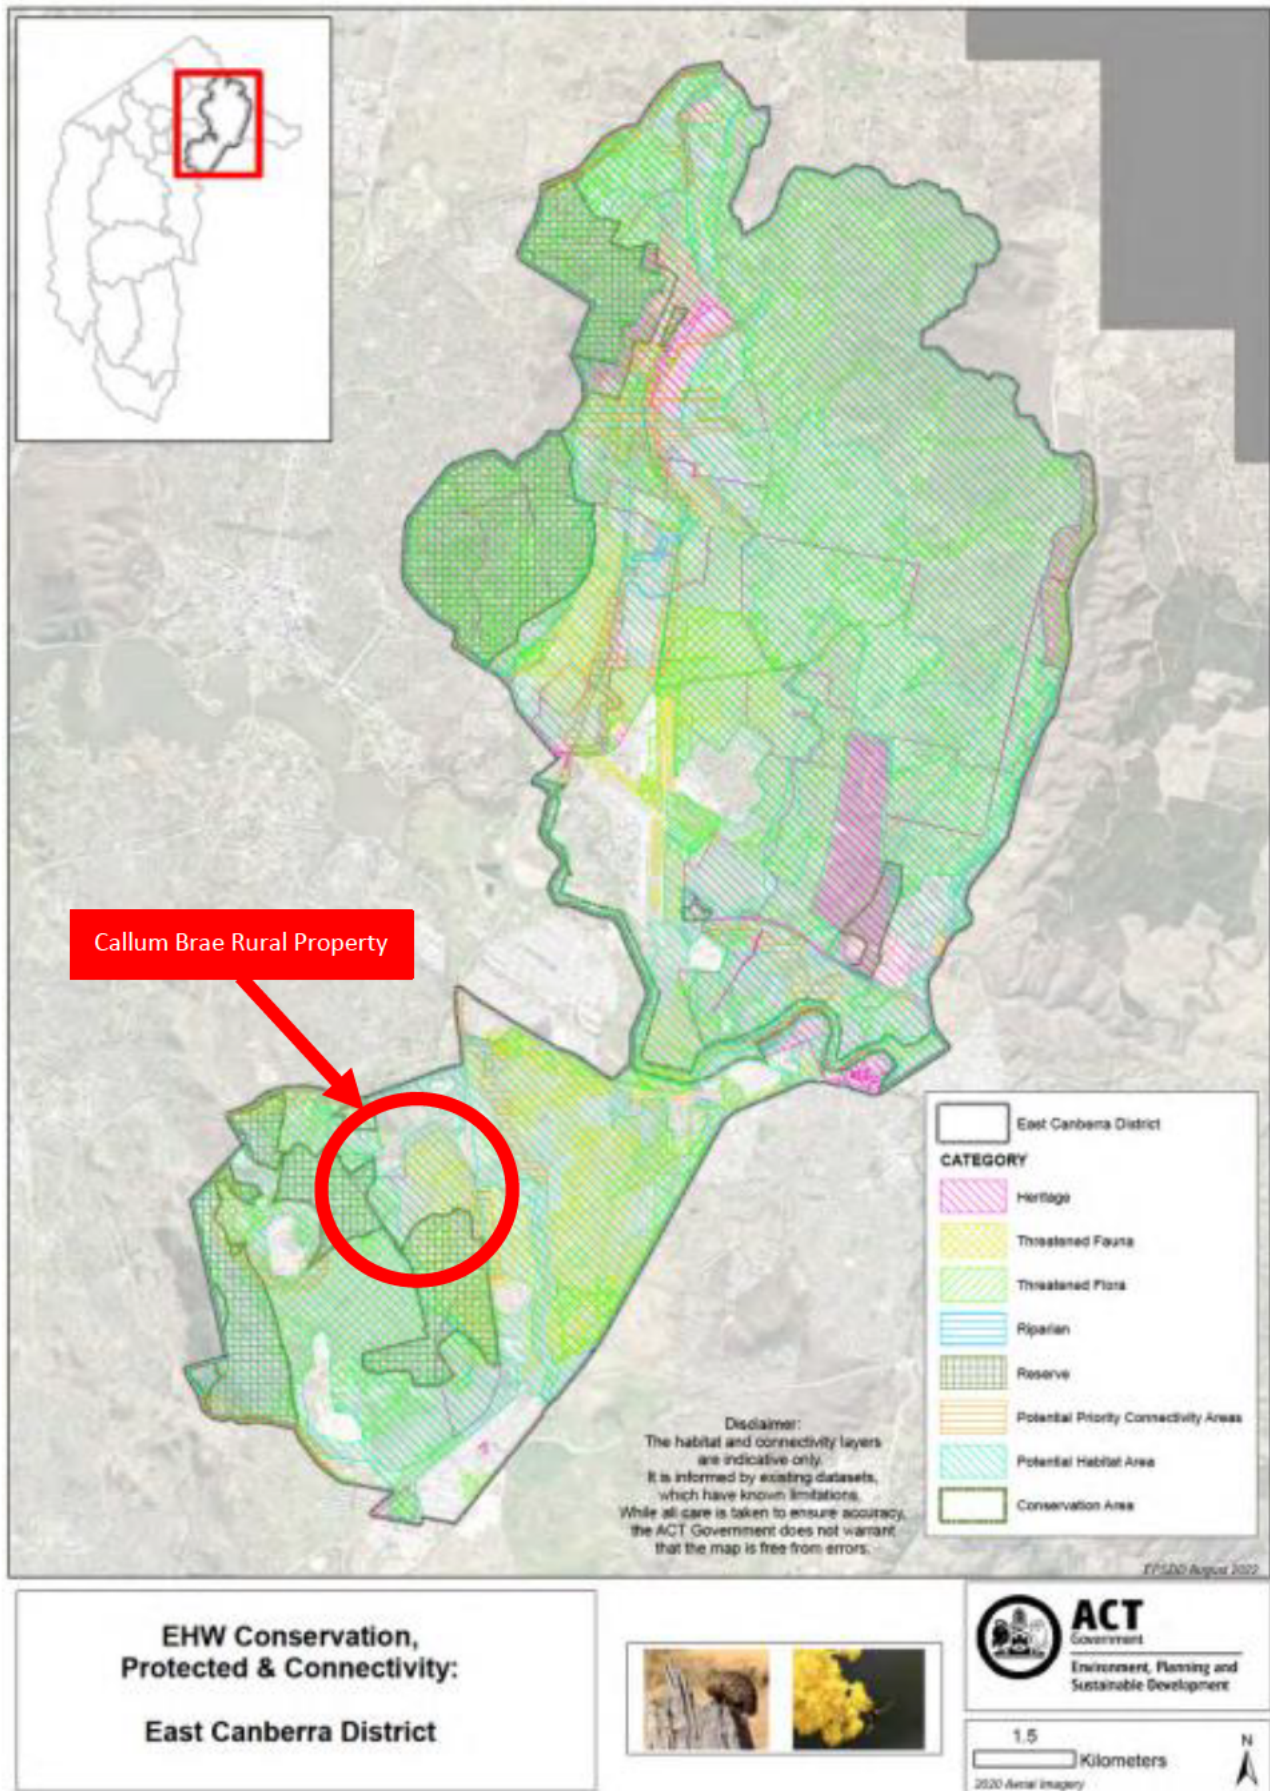 Callum Brae Rural Property
East Canberra District
CATEGORY
Heritage
Threatened Fauna
Threatened Flora
Riparian
Reserve
Potential Priority Connectivity Areas
Potential Habitat Area
Conservation Area
Disclaimer:
The habitat and connectivity layers
are indicative only.
It is informed by existing datasets,
which have known limitations.
While all care is taken to ensure accuracy,
the ACT Government does not warrant
that the map is free from errors.
EPSDD August 2022
EHW Conservation,
Protected & Connectivity:
East Canberra District
ACT
Government
Environment, Planning and
Sustainable Development
1.5
Kilometers
N
2020 Aerial Imagery